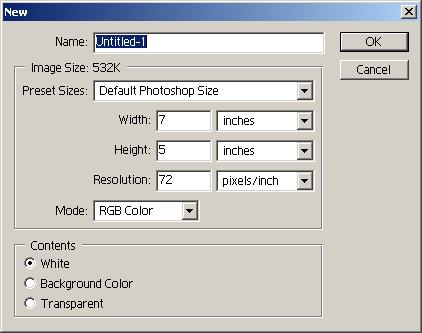 New
Name: Untitled-1
OK
Image Size: 532K
Cancel
Preset Sizes: Default Photoshop Size
Width: 7 inches
Height: 5 inches
Resolution: 72 pixels/inch
Mode: RGB Color
Contents
White
Background Color
Transparent